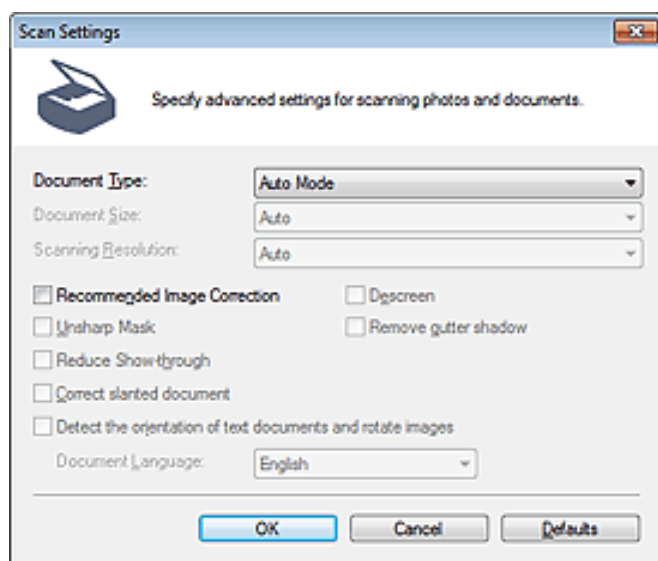 Scan Settings
Specify advanced settings for scanning photos and documents.
Document Type: Auto Mode
Document Size: Auto
Scanning Resolution: Auto
Recommended Image Correction Descreen
Unsharp Mask Remove gutter shadow
Reduce Show-through
Correct slanted document
Detect the orientation of text documents and rotate images
Document Language: English
OK Cancel Defaults